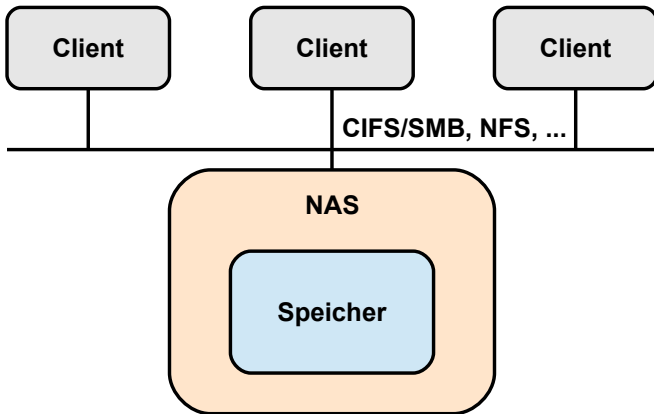 Client Client Client
CIFS/SMB, NFS, ...
NAS
Speicher